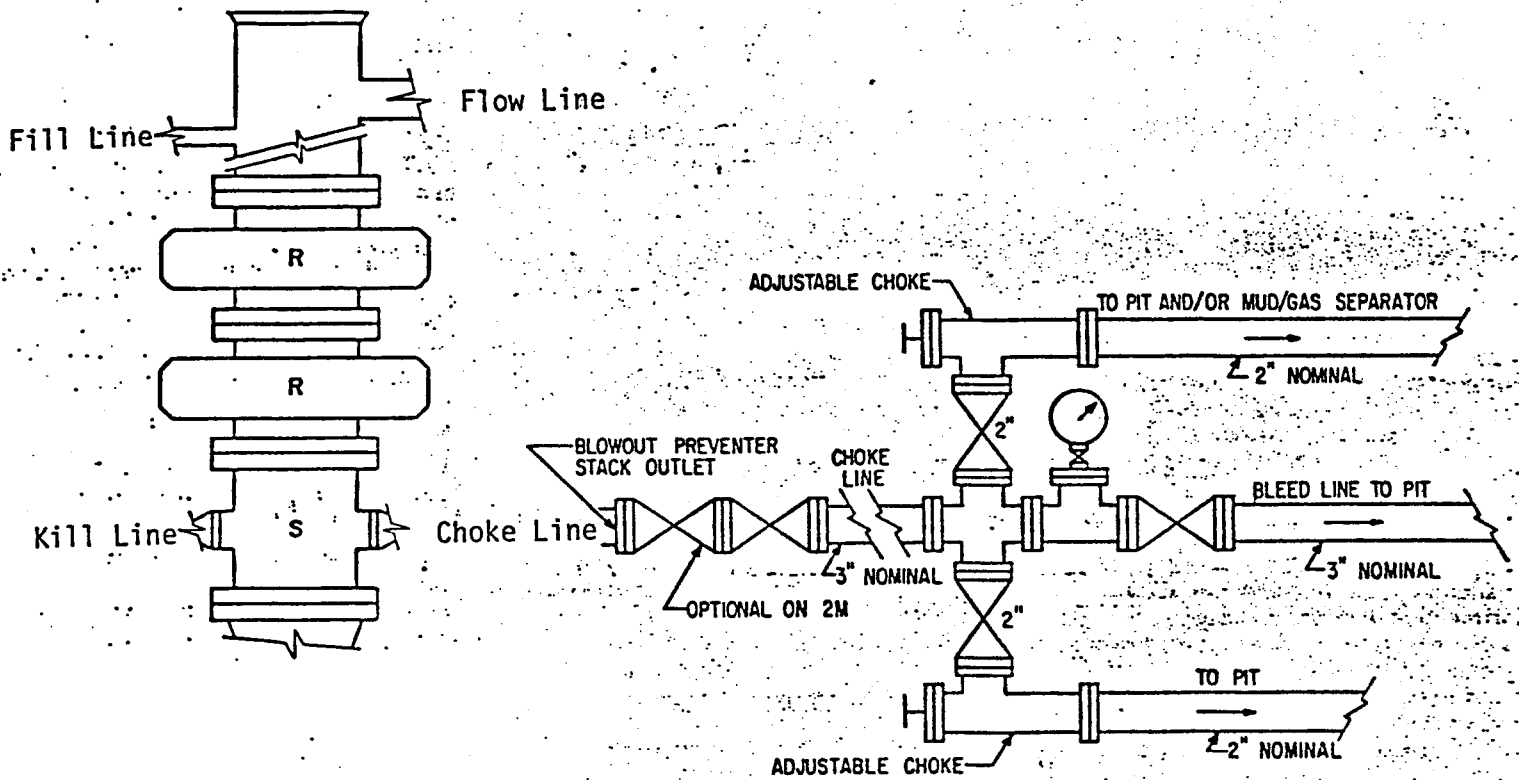 Flow Line
Fill Line
R
R
S
Kill Line
Choke Line
ADJUSTABLE CHOKE
TO PIT AND/OR MUD/GAS SEPARATOR
2" NOMINAL
2"
BLOWOUT PREVENTER
STACK OUTLET
CHOKE
LINE
BLEED LINE TO PIT
3" NOMINAL
3" NOMINAL
OPTIONAL ON 2M
2"
TO PIT
2" NOMINAL
ADJUSTABLE CHOKE